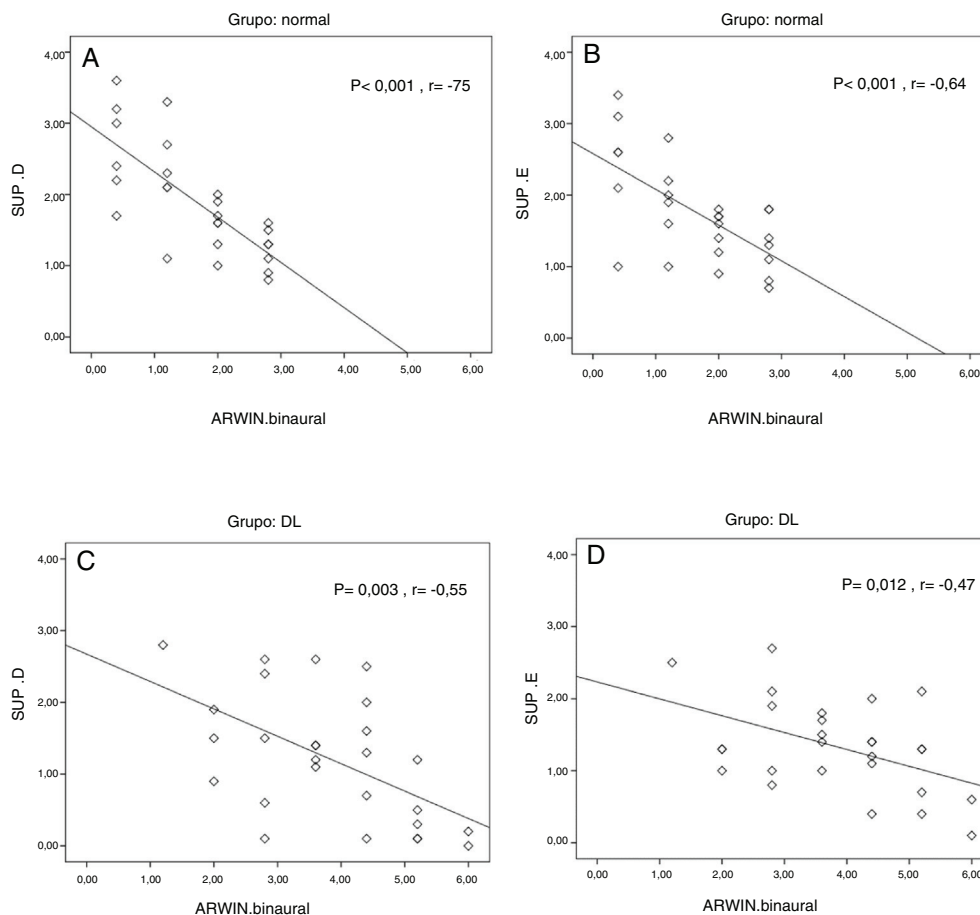 Grupo: normal
A
P< 0,001 , r= -75
4,00
3,00
2,00
1,00
0,00
SUP .D
0,00 1,00 2,00 3,00 4,00 5,00 6,00
ARWIN.binaural
Grupo: normal
B
P< 0,001 , r= -0,64
4,00
3,00
2,00
1,00
0,00
SUP .E
0,00 1,00 2,00 3,00 4,00 5,00 6,00
ARWIN.binaural
Grupo: DL
C
P= 0,003 , r= -0,55
4,00
3,00
2,00
1,00
0,00
SUP .D
0,00 1,00 2,00 3,00 4,00 5,00 6,00
ARWIN.binaural
Grupo: DL
D
P= 0,012 , r= -0,47
4,00
3,00
2,00
1,00
0,00
SUP .E
0,00 1,00 2,00 3,00 4,00 5,00 6,00
ARWIN.binaural